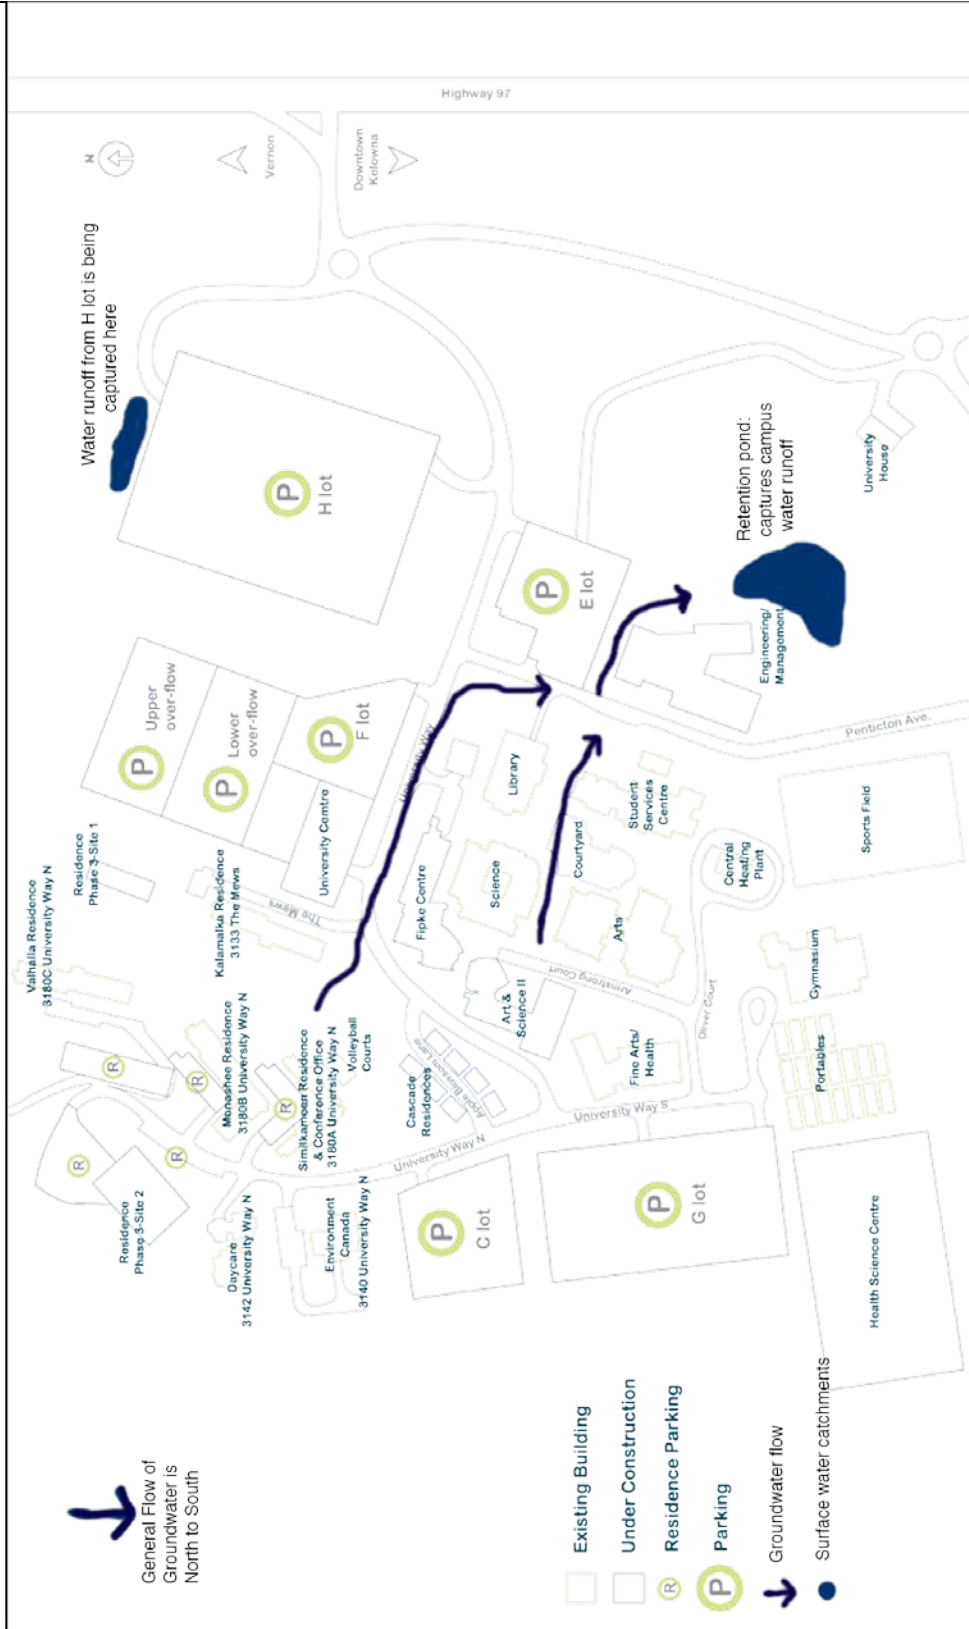 Highway 97
N
Vernon
Downtown
Kelowna
Water runoff from H lot is being
captured here
P
H lot
P
Upper
over-flow
P
Lower
over-flow
P
F lot
University Comtre
P
E lot
University
House
Retention pond:
captures campus
water runoff
Engineering/
Management
Penticton Ave.
University Way
Library
Student
Services
Centre
Courtyard
Science
Fipke Centre
Arts
Central
Heating
Plant
Sports Field
Gymnasium
Portables
Oliver Court
Armstrong Court
Art &
Science II
Fine Arts/
Health
University Way S
Valhalla Residence
3180C University Way N
Residence
Phase 3-Site 1
Kalamalka Residence
3133 The Mews
The Mews
Monashee Residence
3180B University Way N
Similkameen Residence
& Conference Office
3180A University Way N
Volleyball
Courts
Cascade
Residences
Apple Blossom Lane
University Way N
R
R
R
R
R
Residence
Phase 3-Site 2
Daycare
3142 University Way N
Environment
Canada
3140 University Way N
P
C lot
P
G lot
Health Science Centre
General Flow of
Groundwater is
North to South
Existing Building
Under Construction
R Residence Parking
P Parking
Groundwater flow
Surface water catchments